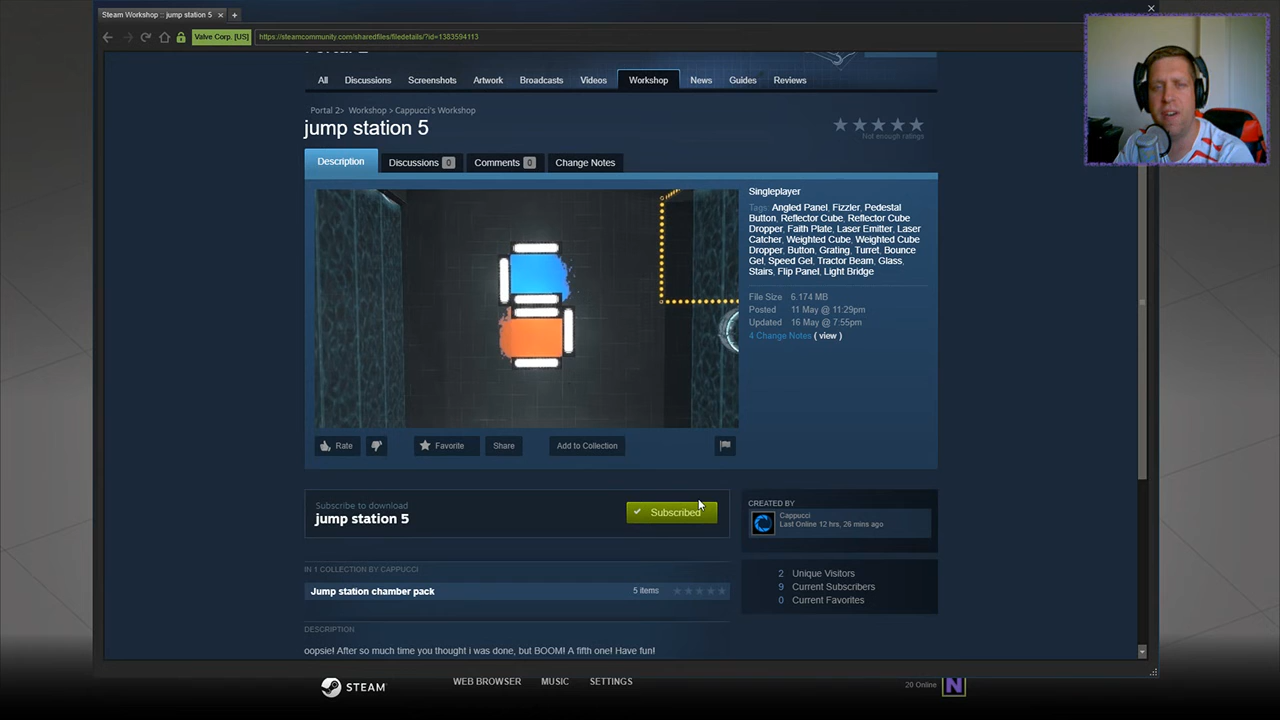 Steam Workshop :: jump station 5
Valve Corp. [US]
https://steamcommunity.com/sharedfiles/filedetails/?id=1383594113
All
Discussions
Screenshots
Artwork
Broadcasts
Videos
Workshop
News
Guides
Reviews
Portal 2> Workshop > Cappucci's Workshop
jump station 5
Not enough ratings
Description
Discussions 0
Comments 0
Change Notes
Singleplayer
Tags: Angled Panel, Fizzler, Pedestal
Button, Reflector Cube, Reflector Cube
Dropper, Faith Plate, Laser Emitter, Laser
Catcher, Weighted Cube, Weighted Cube
Dropper, Button, Grating, Turret, Bounce
Gel, Speed Gel, Tractor Beam, Glass,
Stairs, Flip Panel, Light Bridge
File Size 6.174 MB
Posted 11 May @ 11:29pm
Updated 16 May @ 7:55pm
4 Change Notes ( view )
Rate
Favorite
Share
Add to Collection
Subscribe to download
jump station 5
Subscribed
CREATED BY
Cappucci
Last Online 12 hrs, 26 mins ago
2 Unique Visitors
9 Current Subscribers
0 Current Favorites
IN 1 COLLECTION BY CAPPUCCI
Jump station chamber pack
5 items
DESCRIPTION
oopsie! After so much time you thought i was done, but BOOM! A fifth one! Have fun!
STEAM
WEB BROWSER
MUSIC
SETTINGS
20 Online
N